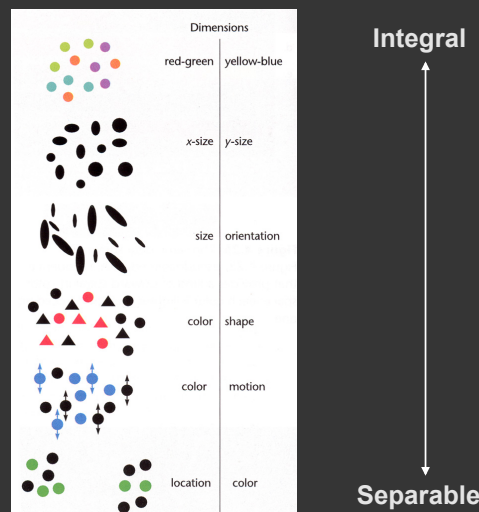 Dimensions
Integral
red-green yellow-blue
x-size y-size
size orientation
color shape
color motion
location color
Separable